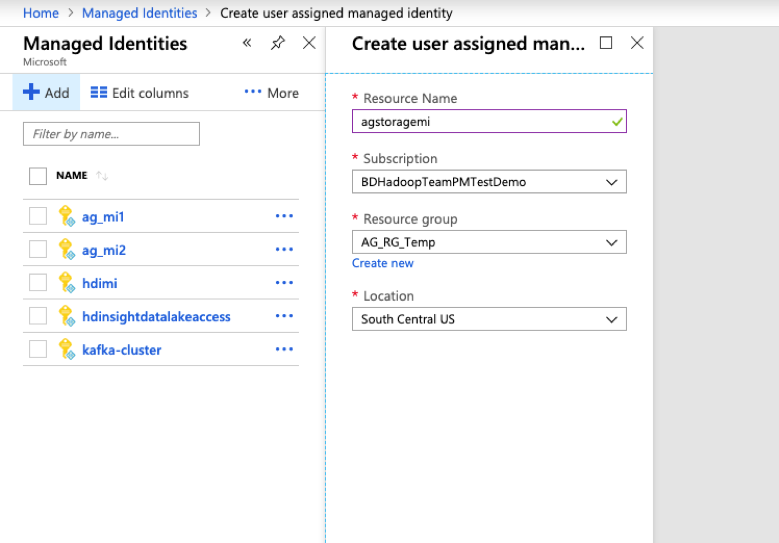 Home > Managed Identities > Create user assigned managed identity
Managed Identities
Microsoft
Add Edit columns ••• More
Filter by name...
NAME
ag_mi1
ag_mi2
hdimi
hdinsightdatalakeaccess
kafka-cluster
Create user assigned man...
* Resource Name
agstoragemi
* Subscription
BDHadoopTeamPMTestDemo
* Resource group
AG_RG_Temp
Create new
* Location
South Central US